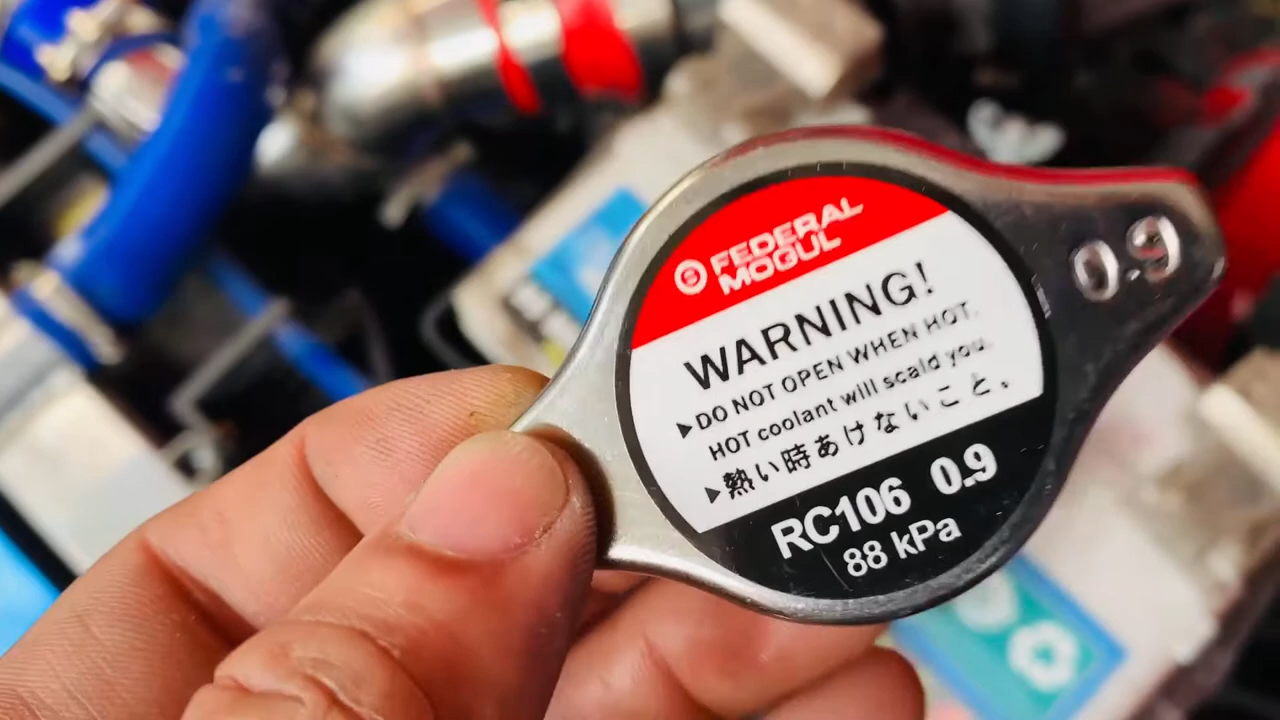 FEDERAL
MOGUL
WARNING!
▶DO NOT OPEN WHEN HOT.
HOT coolant will scald you.
▶熱い時あけないこと。
RC106 0.9
88 kPa
0.9